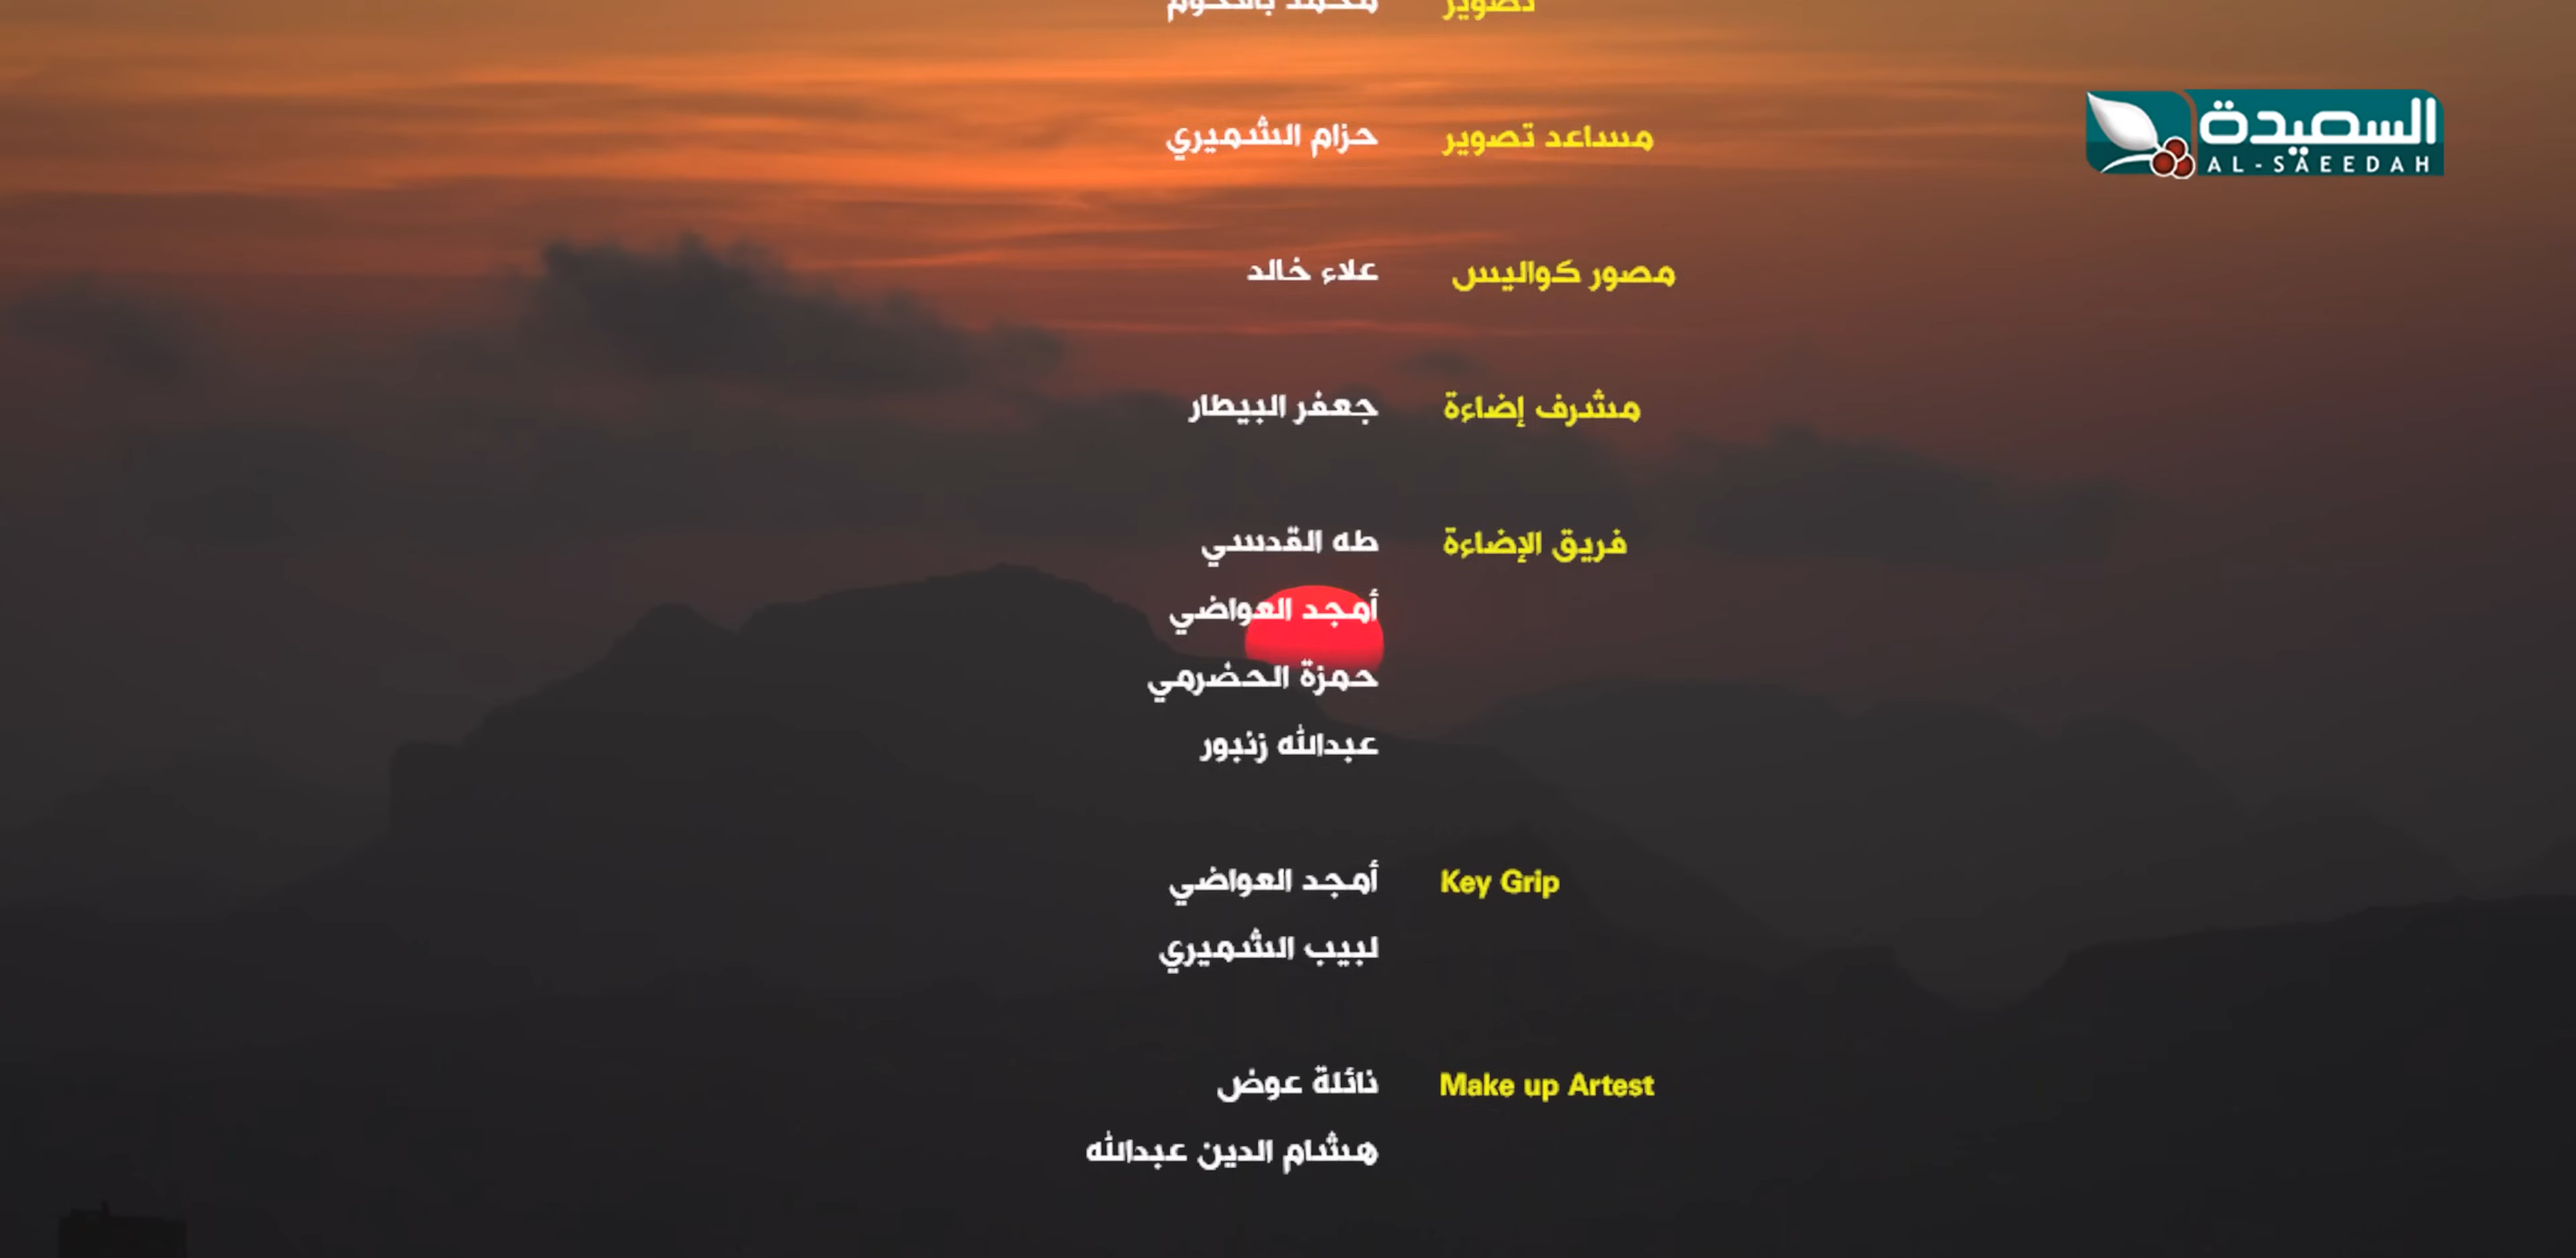 تصوير محمد
مساعد تصوير حزام الشميري
السعيدة
AL-SAEEDAH
مصور كواليس علاء خالد
مشرف إضاءة جعفر البيطار
فريق الإضاءة طه القدسي
أمجد العواضي
حمزة الحضرمي
عبدالله زنبور
Key Grip أمجد العواضي
لبيب الشميري
Make up Artest نائلة عوض
هشام الدين عبدالله